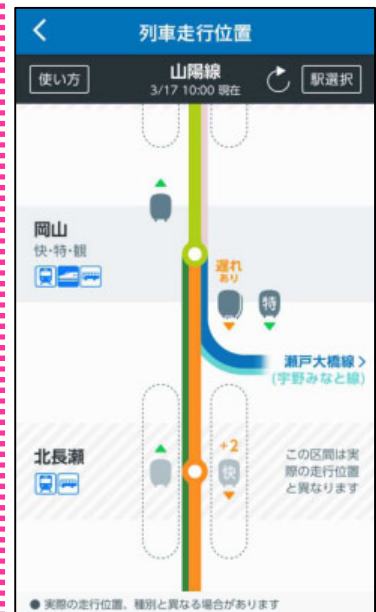 列車走行位置
使い方
山陽線
3/17 10:00 現在
駅選択
岡山
快・特・観
遅れ
あり
特
瀬戸大橋線>
(宇野みなと線)
北長瀬
+2
快
この区間は実
際の走行位置
と異なります
● 実際の走行位置、種別と異なる場合があります